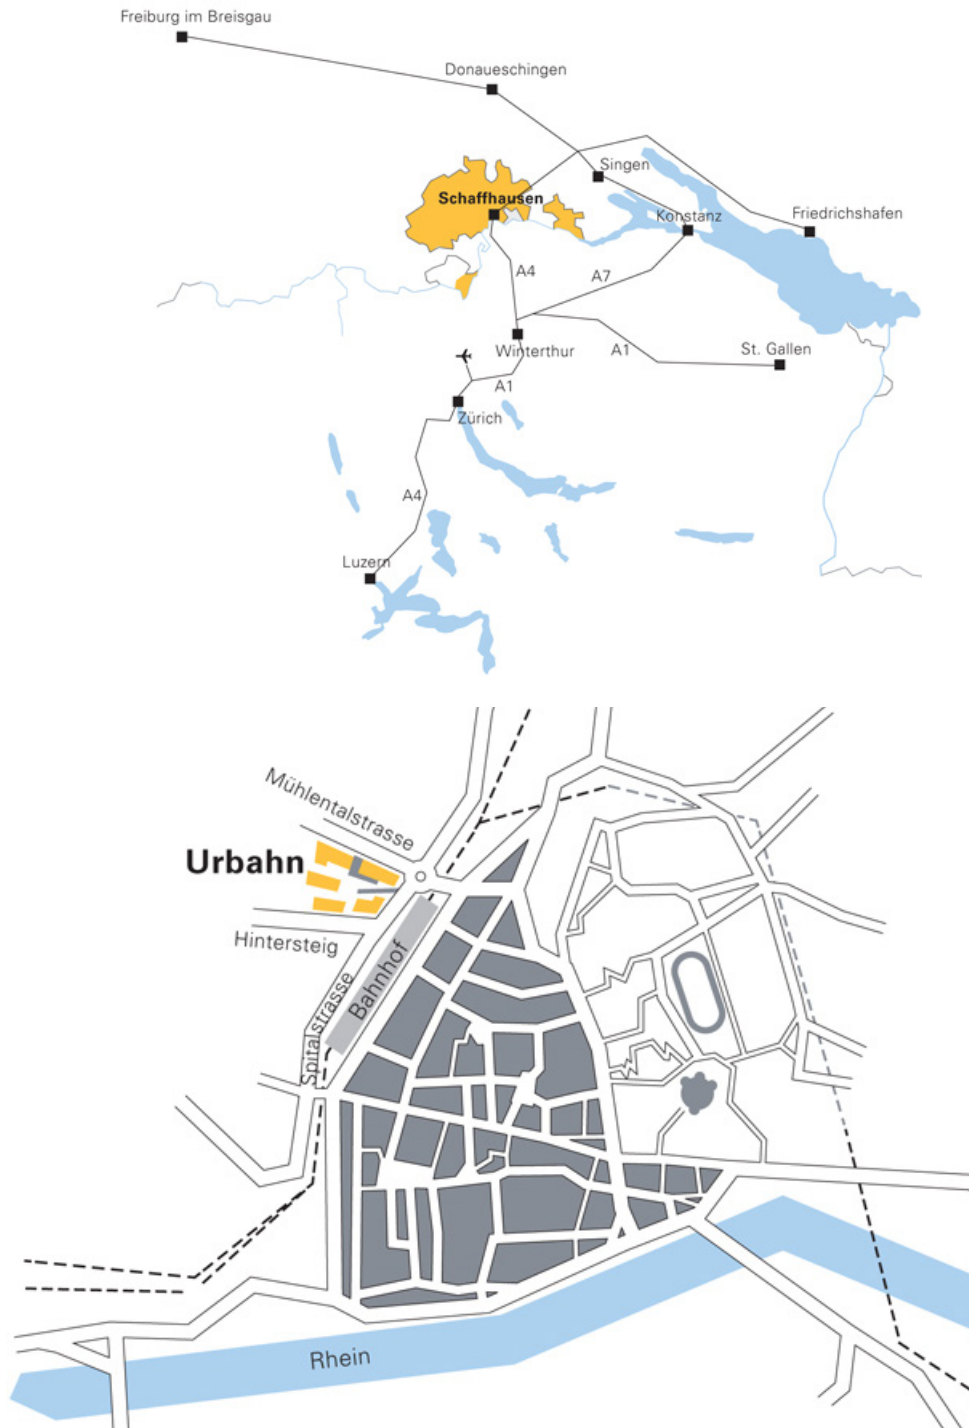 Freiburg im Breisgau
Donaueschingen
Singen
Schaffhausen
Konstanz
Friedrichshafen
A4
A7
Winterthur
A1
St. Gallen
A1
Zürich
A4
Luzern
Mühlentalstrasse
Urbahn
Hintersteig
Bahnhof
Spitalstrasse
Rhein